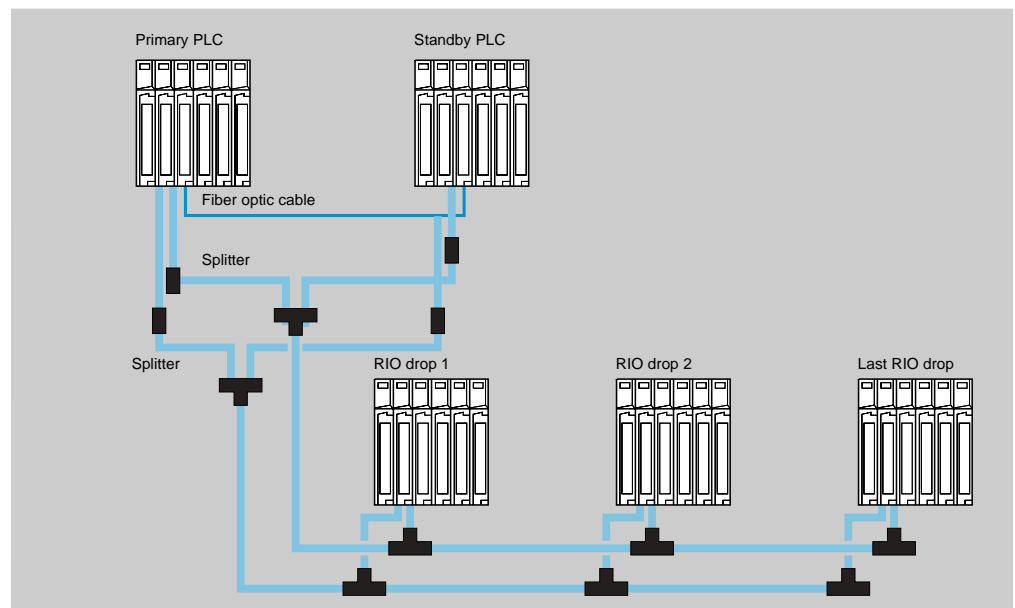 Primary PLC
Standby PLC
Fiber optic cable
Splitter
Splitter
RIO drop 1
RIO drop 2
Last RIO drop